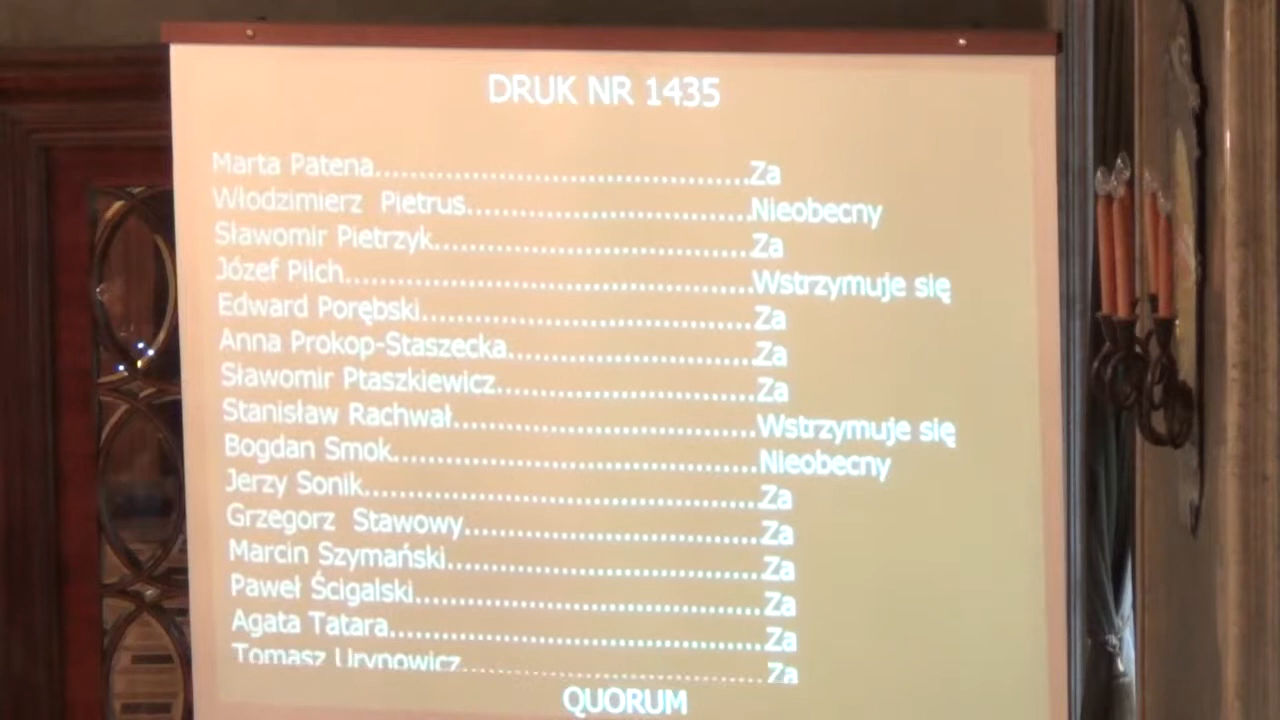 DRUK NR 1435
Marta Patena..................................................Za
Włodzimierz Pietrus......................................Nieobecny
Sławomir Pietrzyk..........................................Za
Józef Pilch......................................................Wstrzymuje się
Edward Porębski............................................Za
Anna Prokop-Staszecka.................................Za
Sławomir Ptaszkiewicz..................................Za
Stanisław Rachwał........................................Wstrzymuje się
Bogdan Smok................................................Nieobecny
Jerzy Sonik....................................................Za
Grzegorz Stawowy.......................................Za
Marcin Szymański.........................................Za
Paweł Ścigalski..............................................Za
Agata Tatara.................................................Za
Tomasz Urynowicz........................................Za
QUORUM